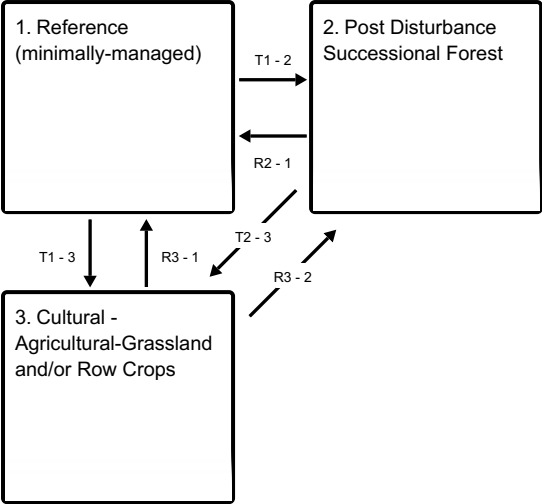 1. Reference
(minimally-managed)
2. Post Disturbance
Successional Forest
T1 - 2
R2 - 1
T1 - 3
R3 - 1
T2 - 3
R3 - 2
3. Cultural -
Agricultural-Grassland
and/or Row Crops